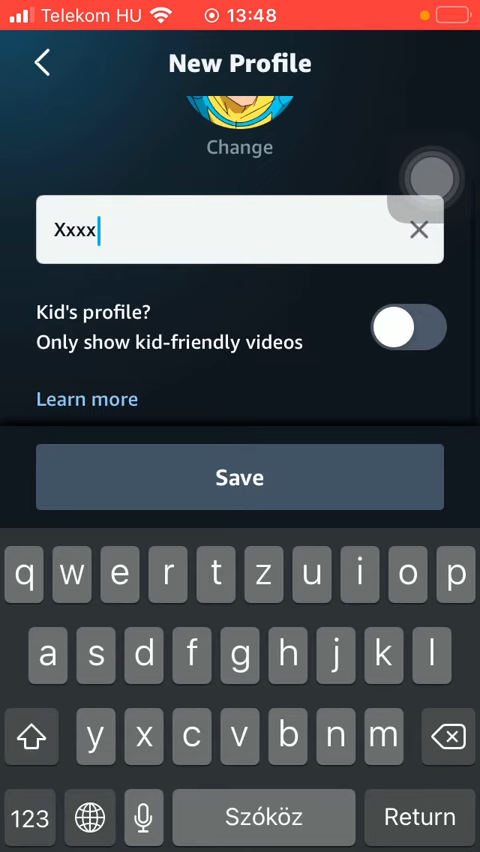 Telekom HU 13:48
New Profile
Change
Xxxx
Kid's profile?
Only show kid-friendly videos
Learn more
Save
q w e r t z u i o p
a s d f g h j k l
y x c v b n m
123 Szóköz Return